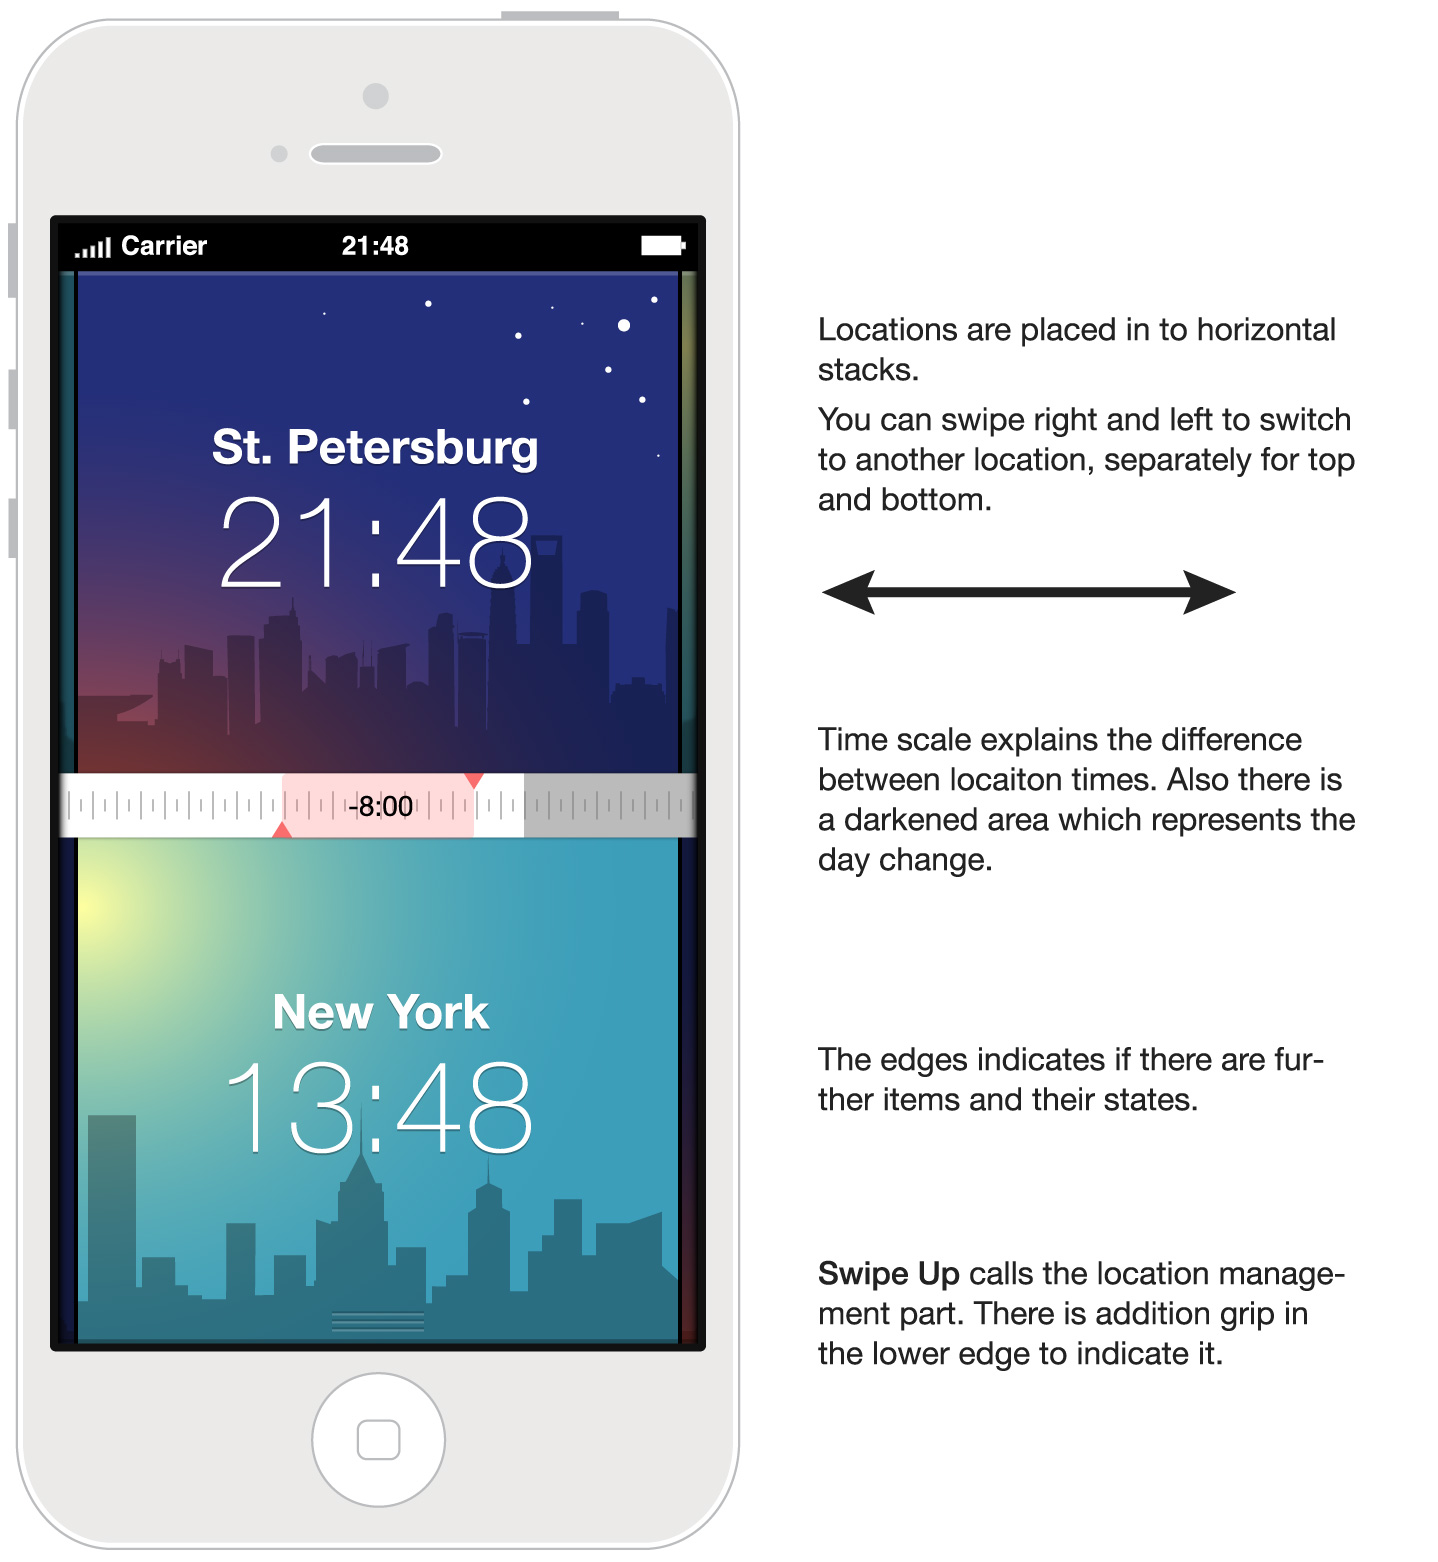 Carrier 21:48
St. Petersburg
21:48
-8:00
New York
13:48
Locations are placed in to horizontal
stacks.
You can swipe right and left to switch
to another location, separately for top
and bottom.
Time scale explains the difference
between locaiton times. Also there is
a darkened area which represents the
day change.
The edges indicates if there are fur-
ther items and their states.
Swipe Up calls the location manage-
ment part. There is addition grip in
the lower edge to indicate it.